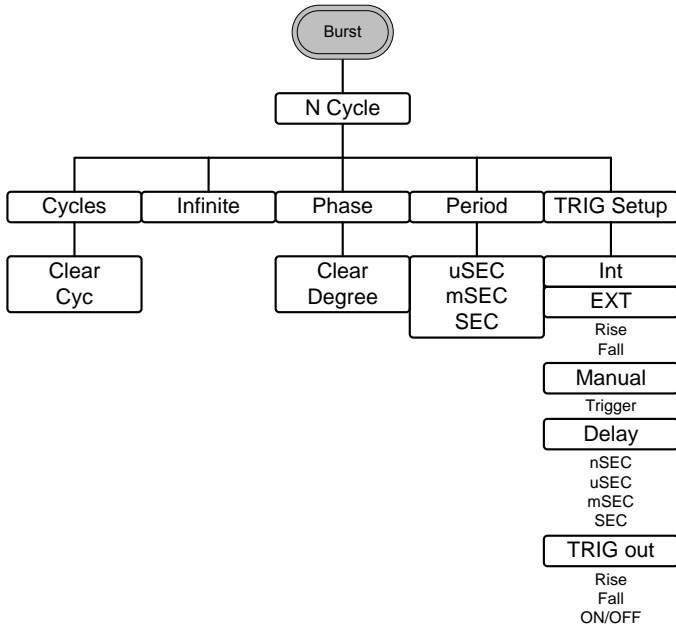 Burst
N Cycle
Cycles
Infinite
Phase
Period
TRIG Setup
Clear
Cyc
Clear
Degree
uSEC
mSEC
SEC
Int
EXT
Rise
Fall
Manual
Trigger
Delay
nSEC
uSEC
mSEC
SEC
TRIG out
Rise
Fall
ON/OFF